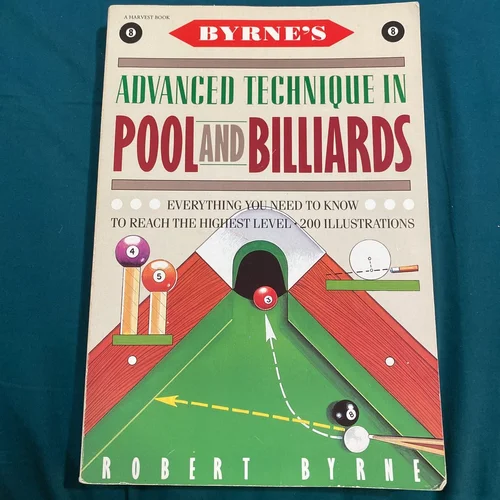 A HARVEST BOOK
8
BYRNE'S
8
ADVANCED TECHNIQUE IN
POOL AND BILLIARDS
EVERYTHING YOU NEED TO KNOW
TO REACH THE HIGHEST LEVEL • 200 ILLUSTRATIONS
4
5
3
8
ROBERT BYRNE